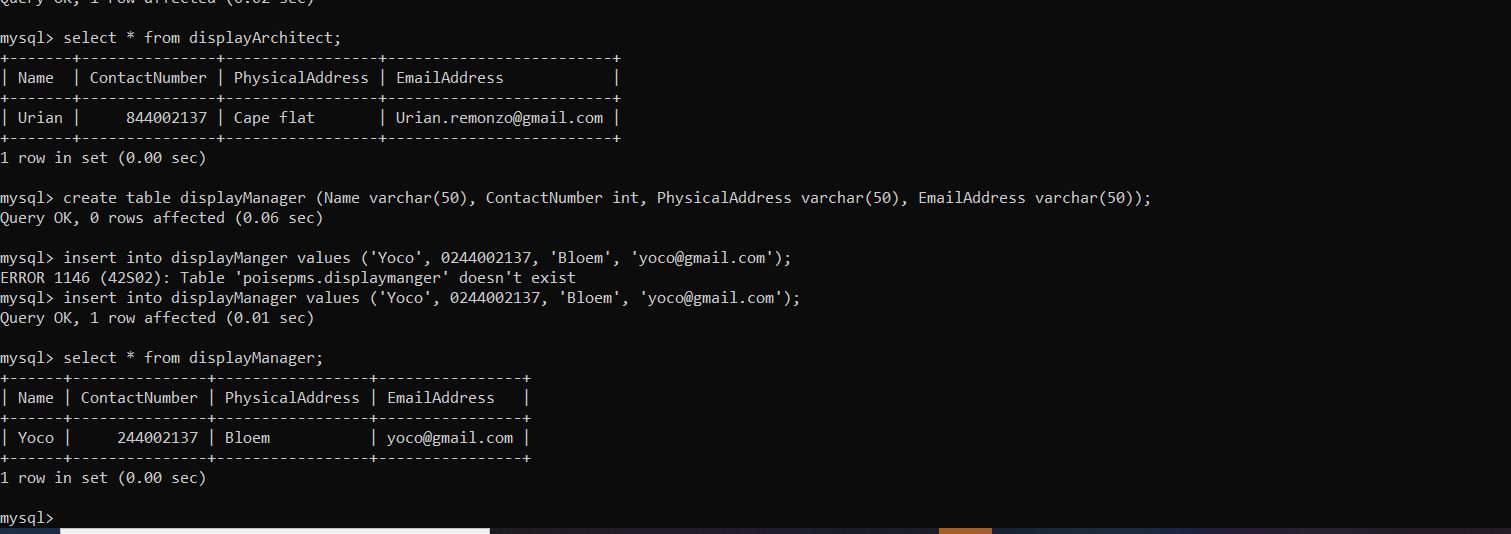 Query OK, 1 row affected (0.02 sec)
mysql> select * from displayArchitect;
+-------+---------------+-----------------+-------------------------+
| Name  | ContactNumber | PhysicalAddress | EmailAddress            |
+-------+---------------+-----------------+-------------------------+
| Urian |     844002137 | Cape flat       | Urian.remonzo@gmail.com |
+-------+---------------+-----------------+-------------------------+
1 row in set (0.00 sec)
mysql> create table displayManager (Name varchar(50), ContactNumber int, PhysicalAddress varchar(50), EmailAddress varchar(50));
Query OK, 0 rows affected (0.06 sec)
mysql> insert into displayManger values ('Yoco', 0244002137, 'Bloem', 'yoco@gmail.com');
ERROR 1146 (42S02): Table 'poisepms.displaymanger' doesn't exist
mysql> insert into displayManager values ('Yoco', 0244002137, 'Bloem', 'yoco@gmail.com');
Query OK, 1 row affected (0.01 sec)
mysql> select * from displayManager;
+------+---------------+-----------------+----------------+
| Name | ContactNumber | PhysicalAddress | EmailAddress   |
+------+---------------+-----------------+----------------+
| Yoco |     244002137 | Bloem           | yoco@gmail.com |
+------+---------------+-----------------+----------------+
1 row in set (0.00 sec)
mysql>